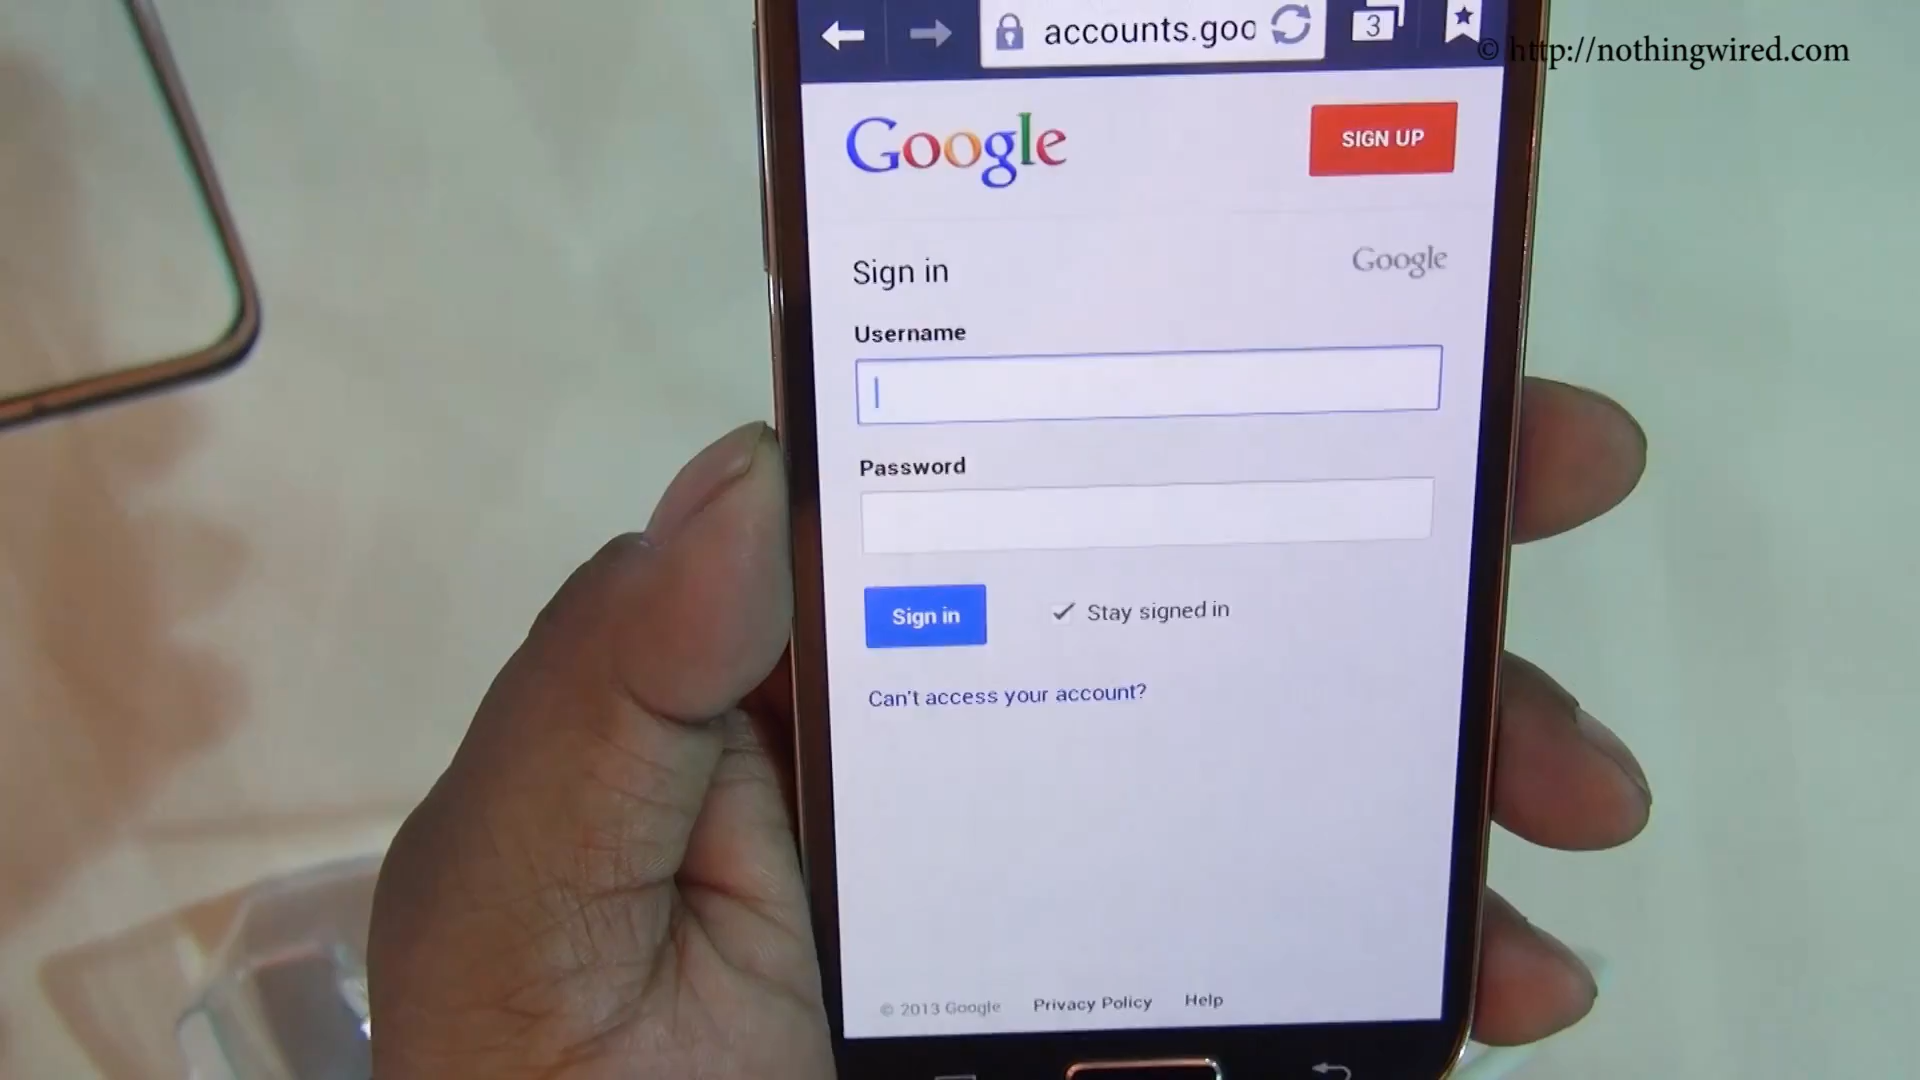 accounts.goo
3
© http://nothingwired.com
Google
SIGN UP
Sign in
Google
Username
Password
Sign in
Stay signed in
Can't access your account?
© 2013 Google
Privacy Policy
Help